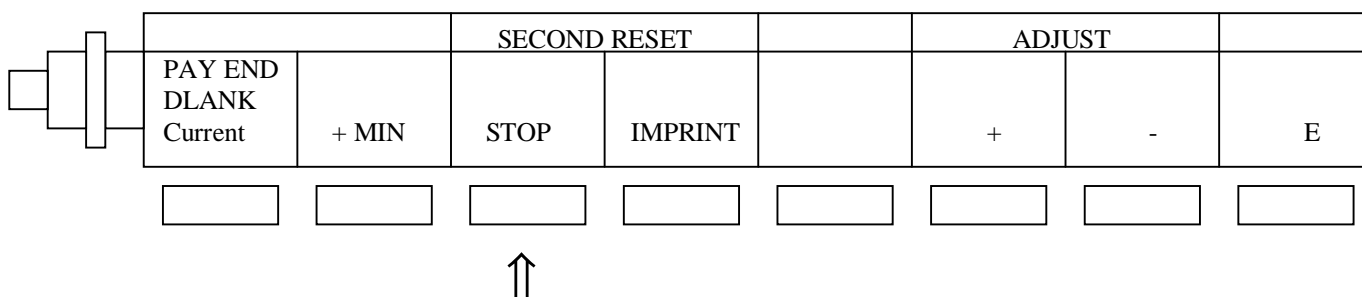 SECOND RESET ADJUST
PAY END
DLANK
Current + MIN STOP IMPRINT + - E